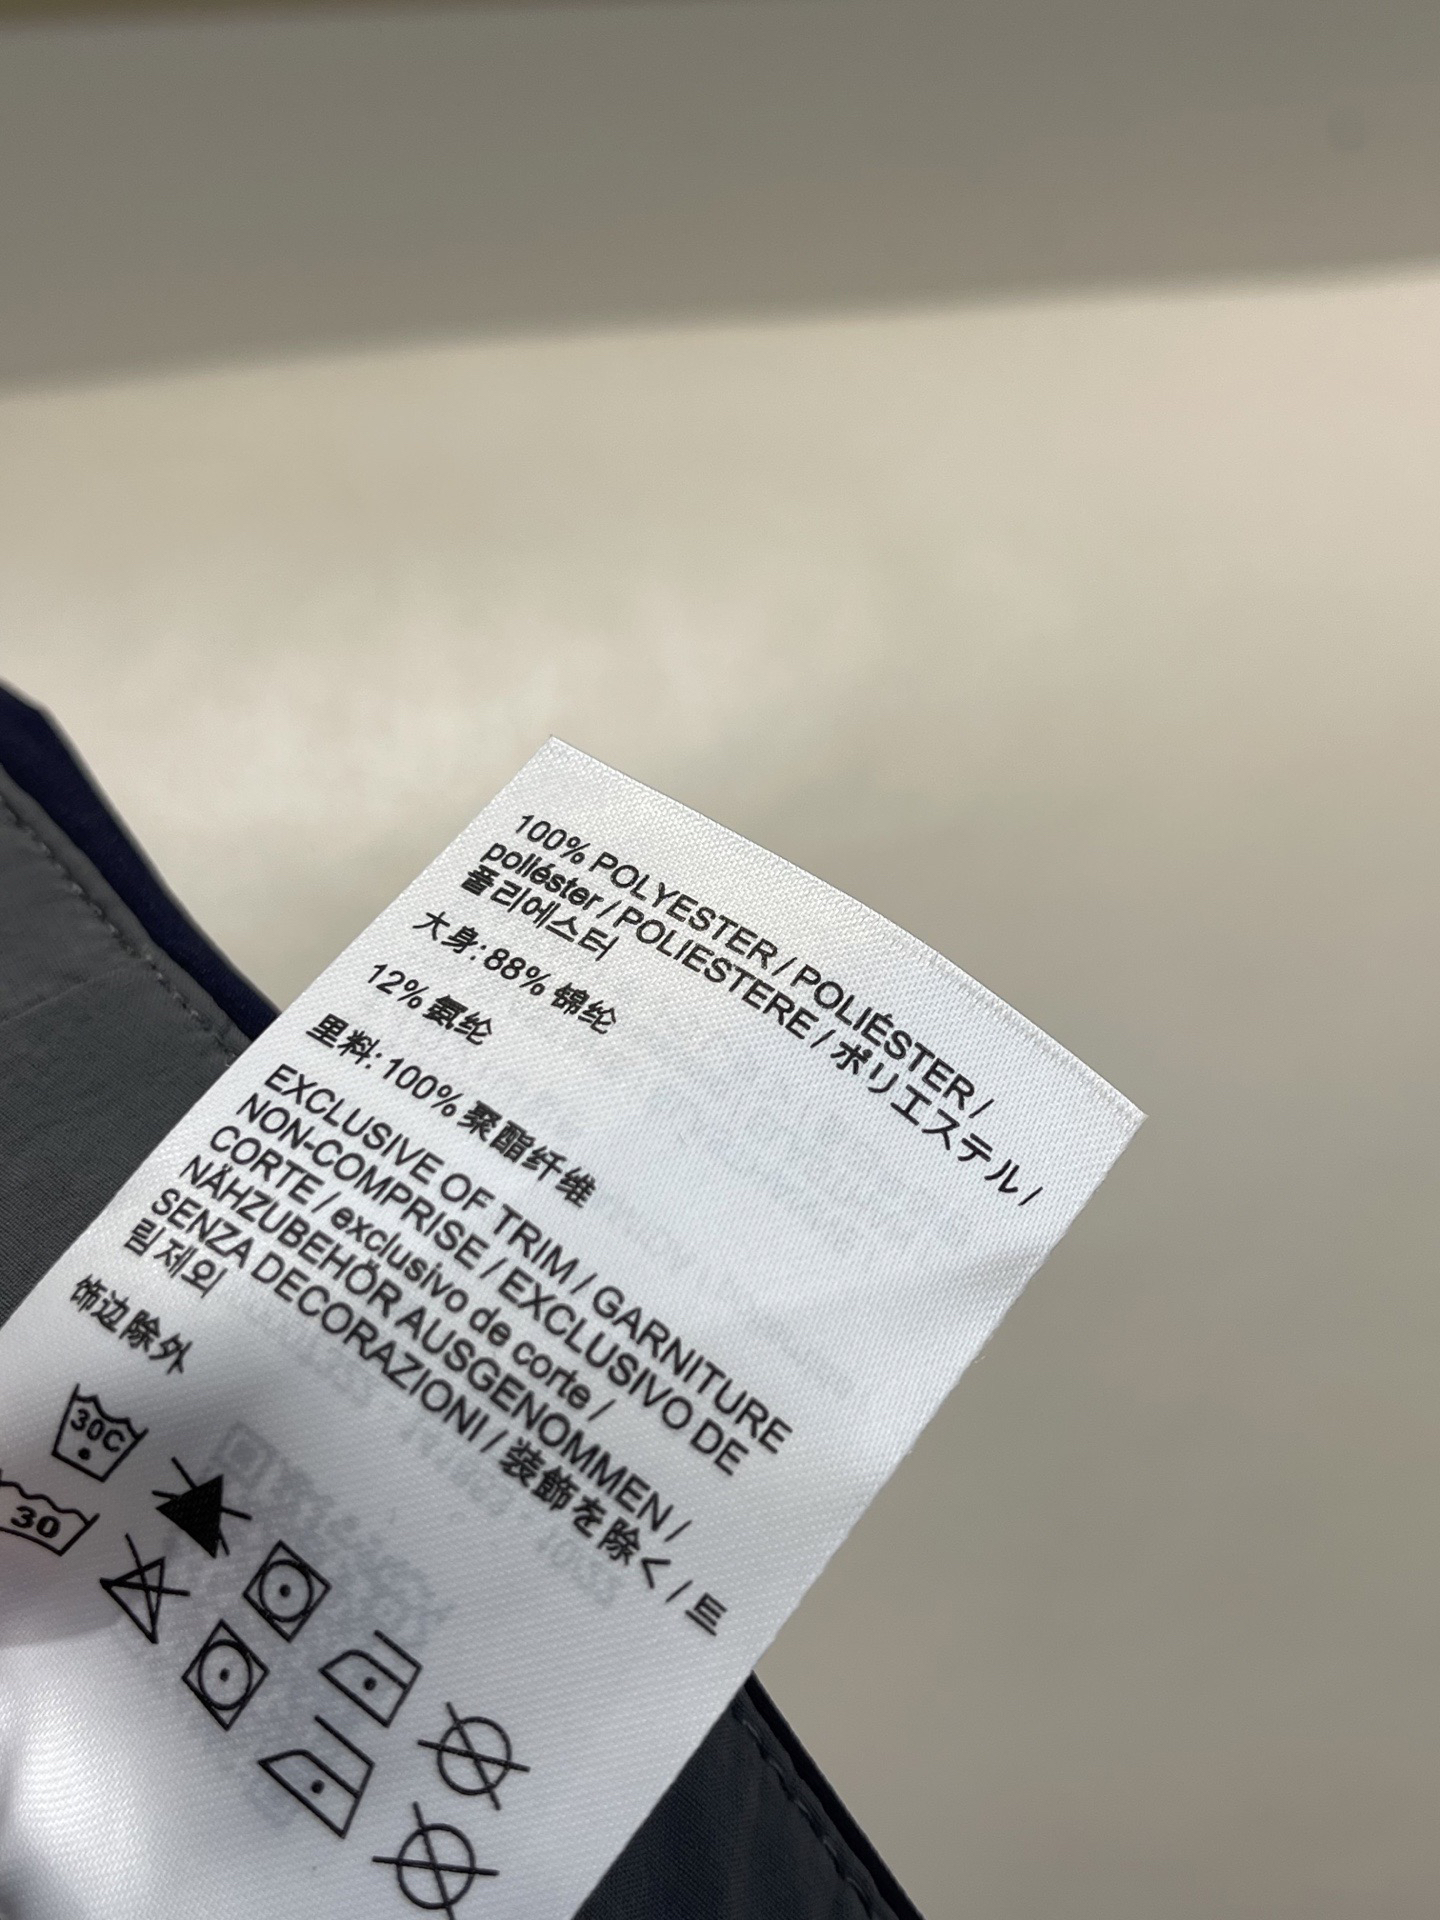 100% POLYESTER / POLIÉSTER /
poliéster / POLIESTERE / ポリエステル /
폴리에스터
大身: 88% 锦纶
12% 氨纶
里料: 100% 聚酯纤维
EXCLUSIVE OF TRIM / GARNITURE
NON-COMPRISE / EXCLUSIVO DE
CORTE / exclusivo de corte /
NÄHZUBEHÖR AUSGENOMMEN /
SENZA DECORAZIONI / 装飾を除く / 트
림제외
饰边除外
30C
30